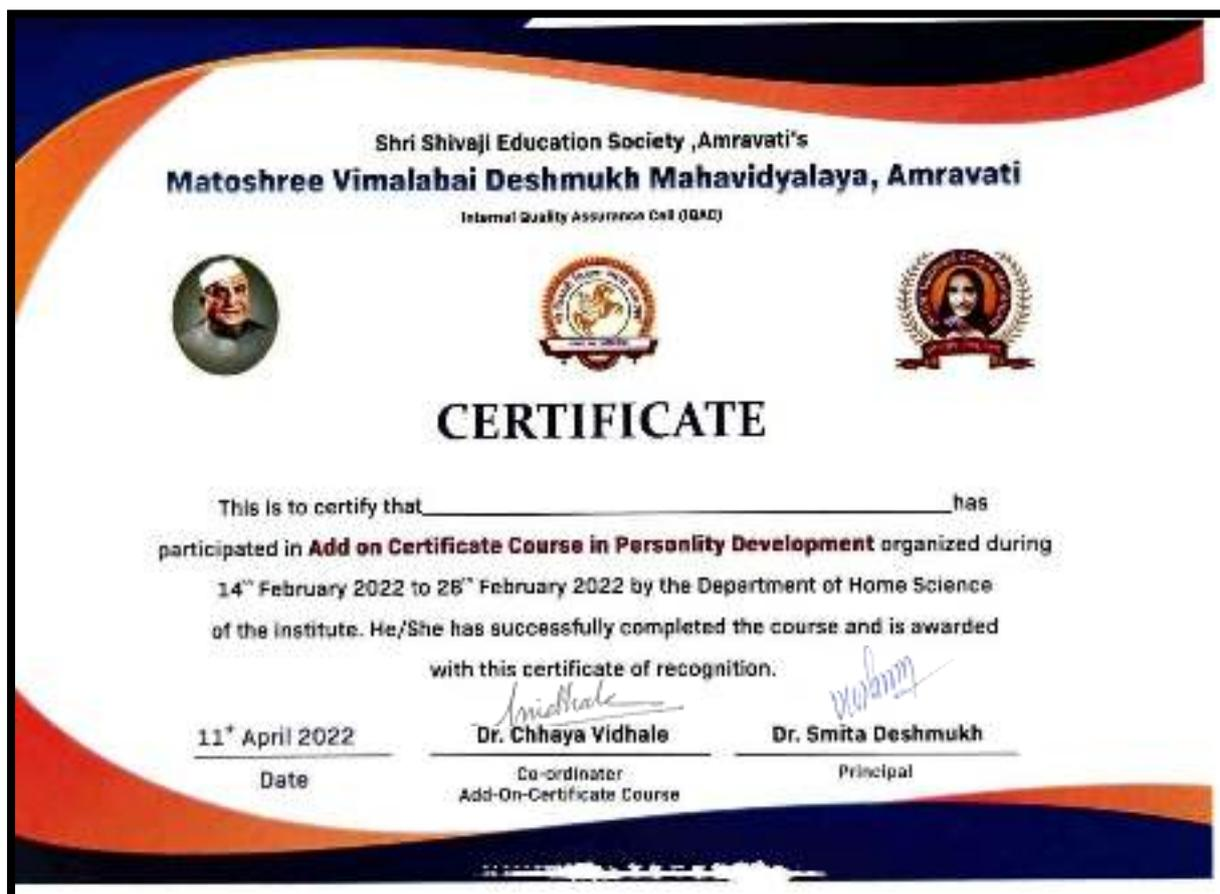 Shri Shivaji Education Society ,Amravati's
Matoshree Vimalabai Deshmukh Mahavidyalaya, Amravati
Internal Quality Assurance Cell (IQAC)
CERTIFICATE
This is to certify that has
participated in Add on Certificate Course in Personlity Development organized during
14th February 2022 to 28th February 2022 by the Department of Home Science
of the institute. He/She has successfully completed the course and is awarded
with this certificate of recognition.
11th April 2022
Dr. Chhaya Vidhale
Dr. Smita Deshmukh
Date
Co-ordinater
Principal
Add-On-Certificate Course